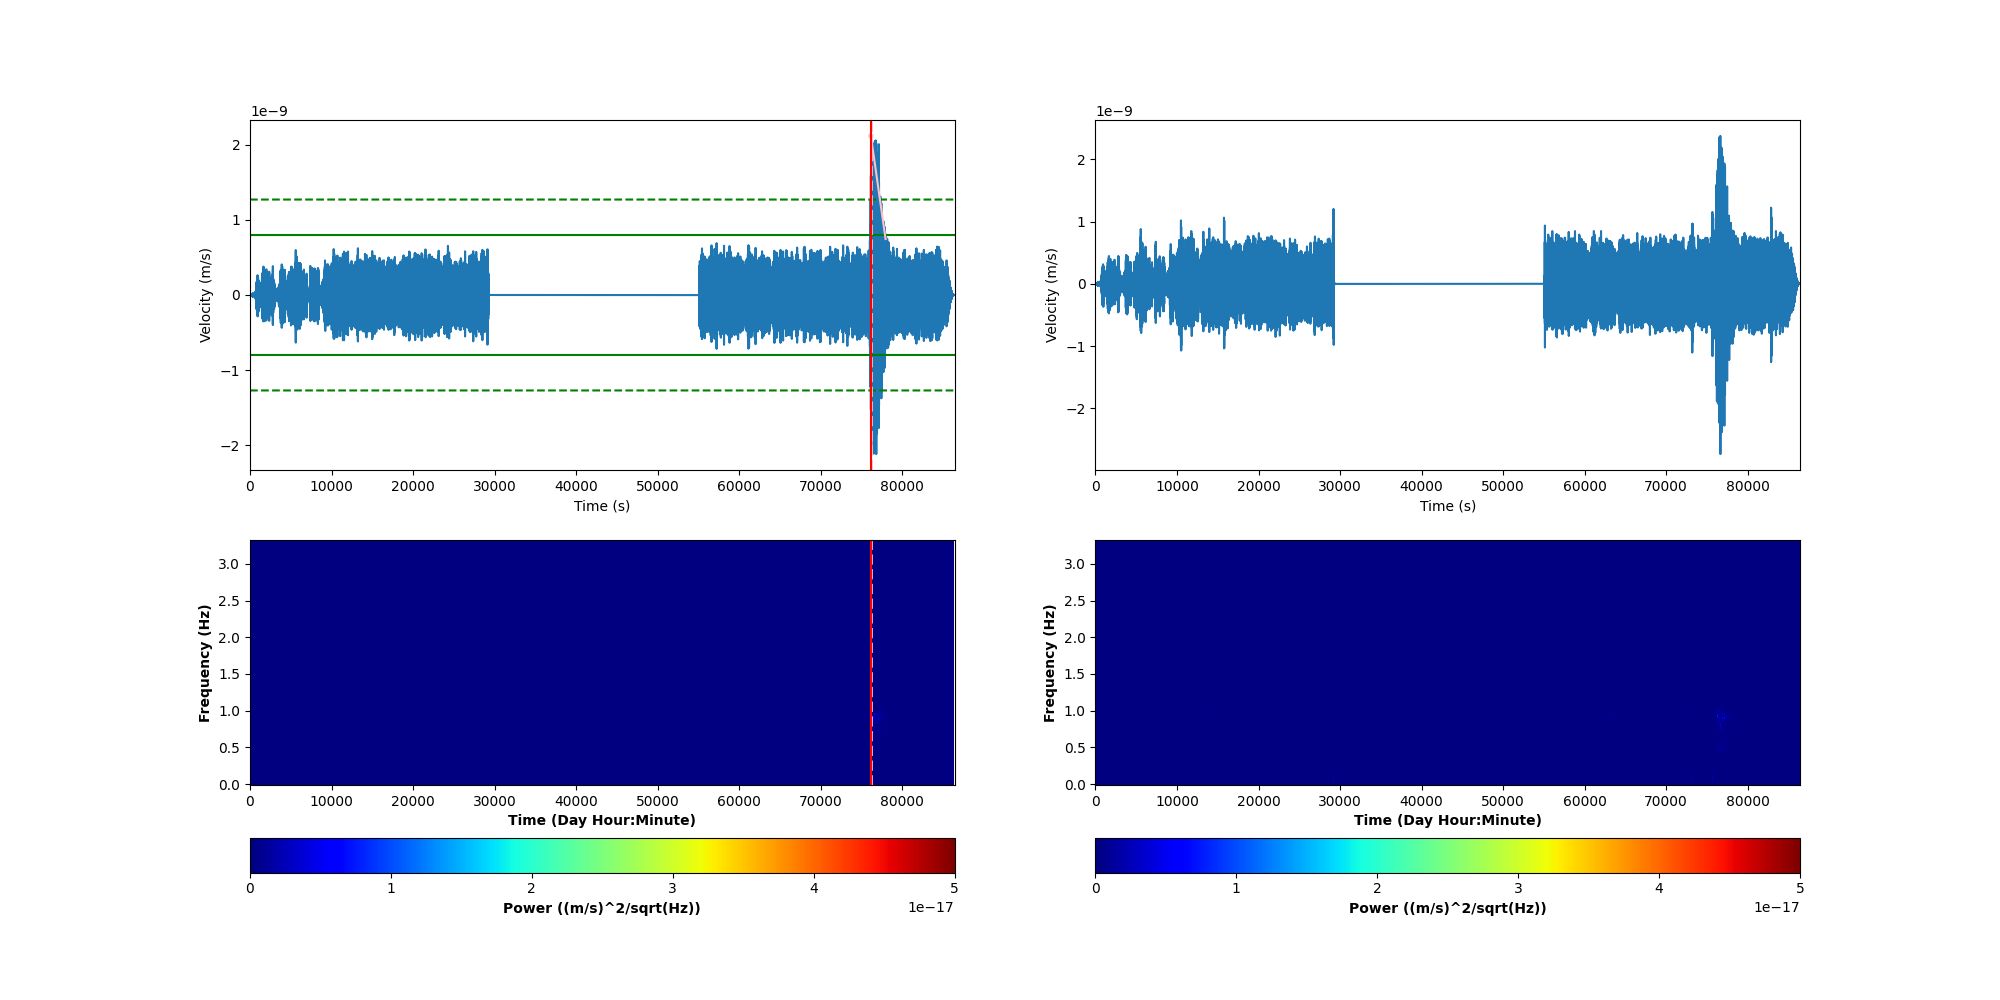 1e−9
2
1
0
−1
−2
Velocity (m/s)
0 10000 20000 30000 40000 50000 60000 70000 80000
Time (s)
1e−9
2
1
0
−1
−2
Velocity (m/s)
0 10000 20000 30000 40000 50000 60000 70000 80000
Time (s)
3.0
2.5
2.0
1.5
1.0
0.5
0.0
Frequency (Hz)
0 10000 20000 30000 40000 50000 60000 70000 80000
Time (Day Hour:Minute)
3.0
2.5
2.0
1.5
1.0
0.5
0.0
Frequency (Hz)
0 10000 20000 30000 40000 50000 60000 70000 80000
Time (Day Hour:Minute)
0 1 2 3 4 5
Power ((m/s)^2/sqrt(Hz))
1e−17
0 1 2 3 4 5
Power ((m/s)^2/sqrt(Hz))
1e−17